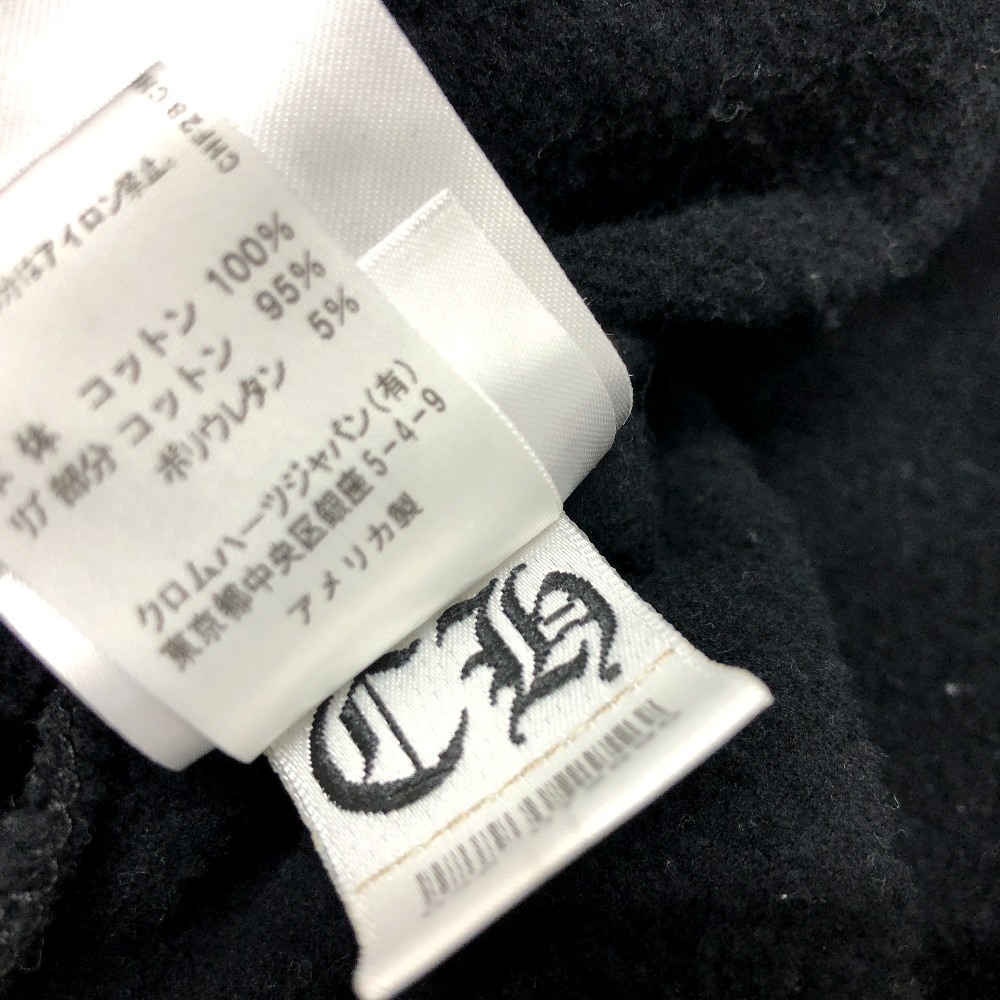 CHP28 C
C
分はアイロン禁止
体 コットン 100%
リブ部分 コットン 95%
ポリウレタン 5%
クロムハーツジャパン(有)
東京都中央区銀座5-4-9
アメリカ製
CH